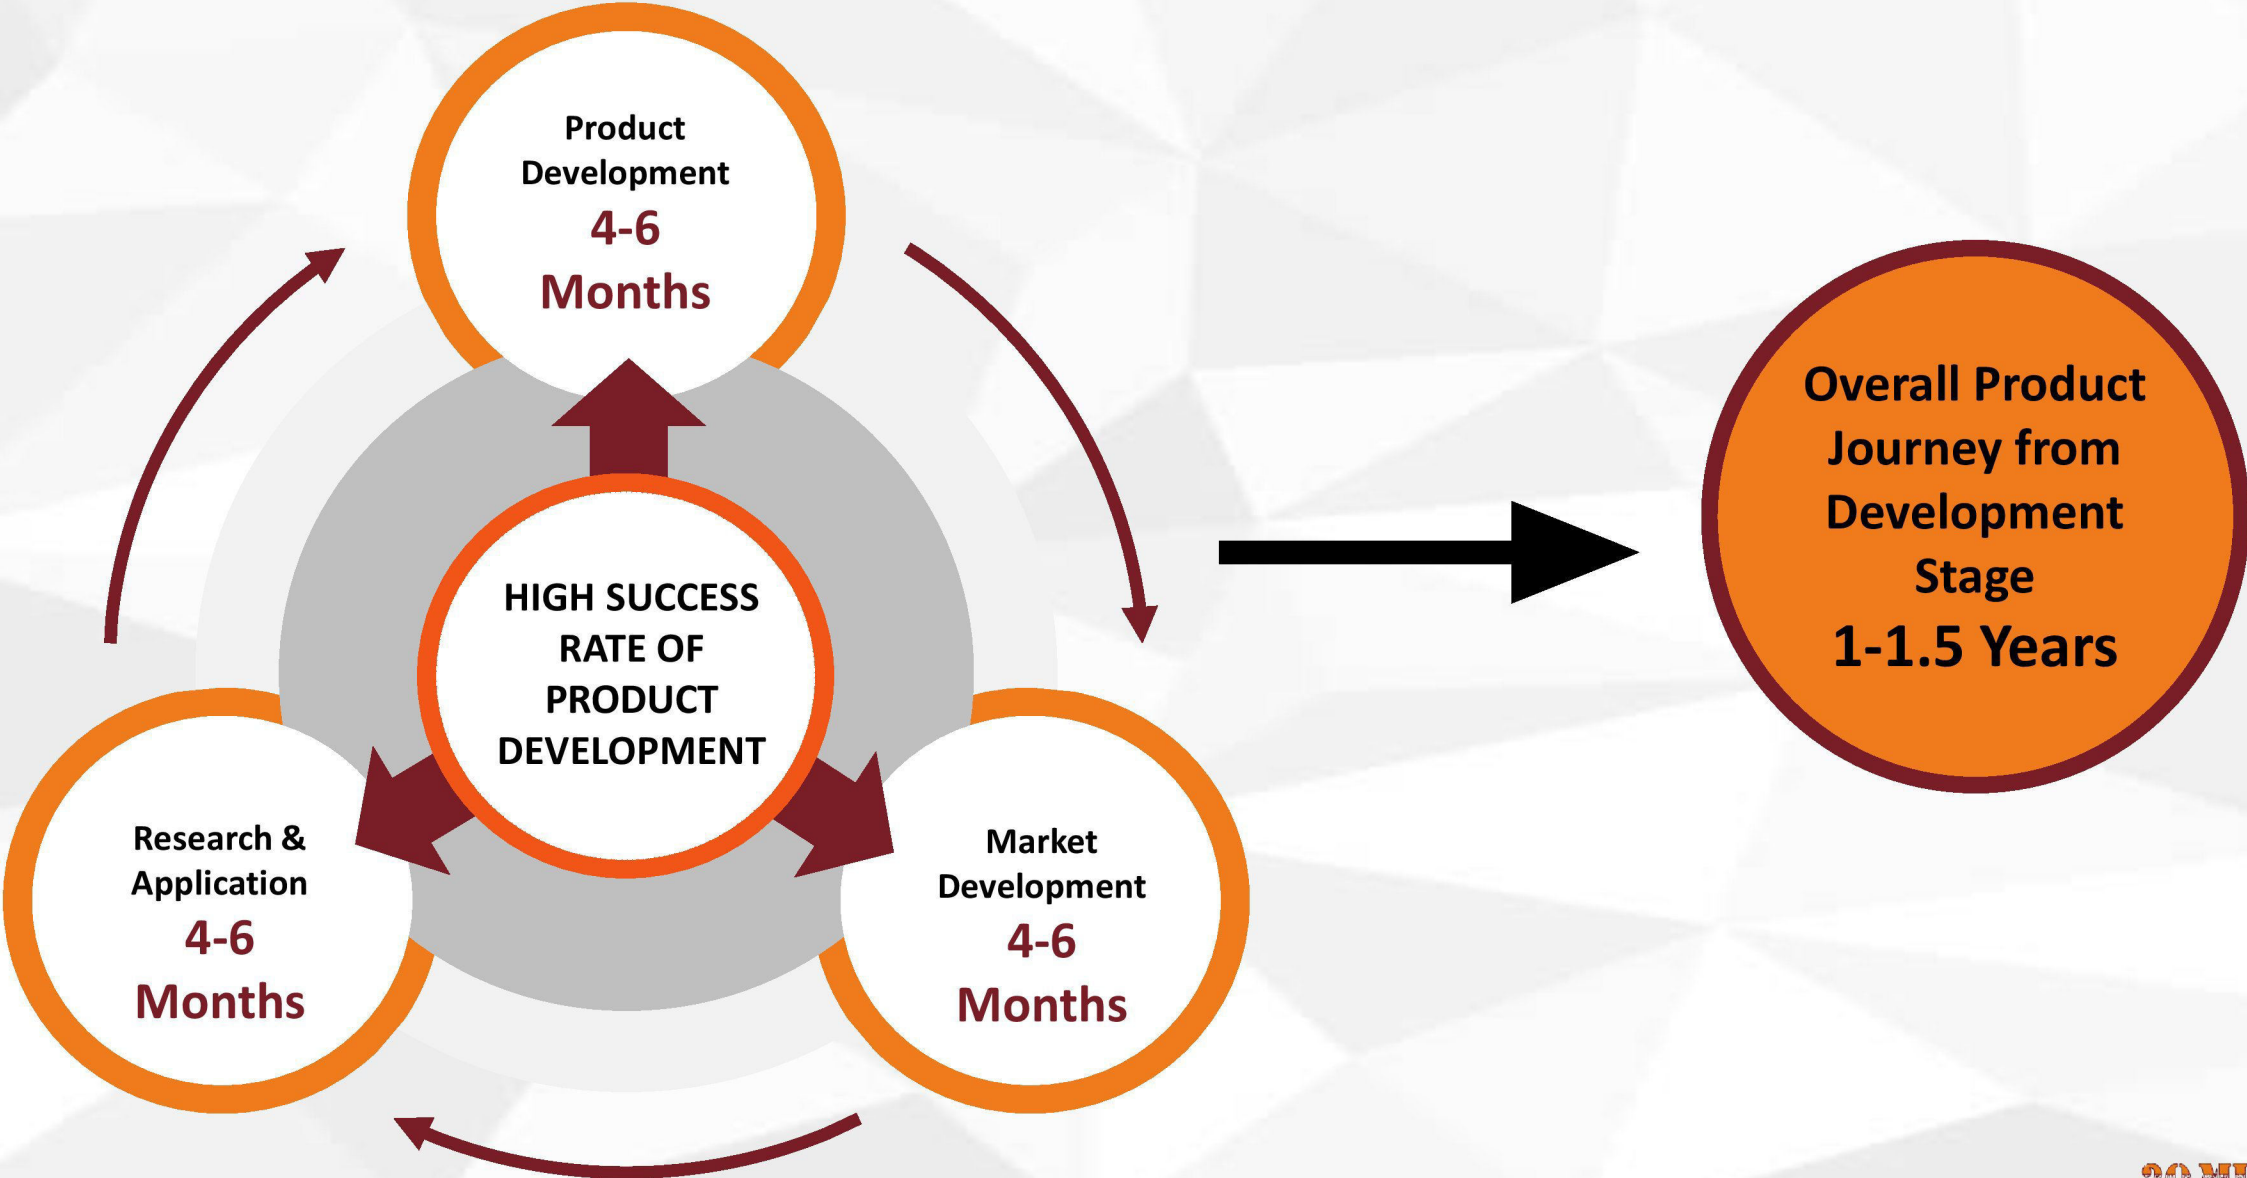 Product
Development
4-6
Months
HIGH SUCCESS
RATE OF
PRODUCT
DEVELOPMENT
Research &
Application
4-6
Months
Market
Development
4-6
Months
Overall Product
Journey from
Development
Stage
1-1.5 Years